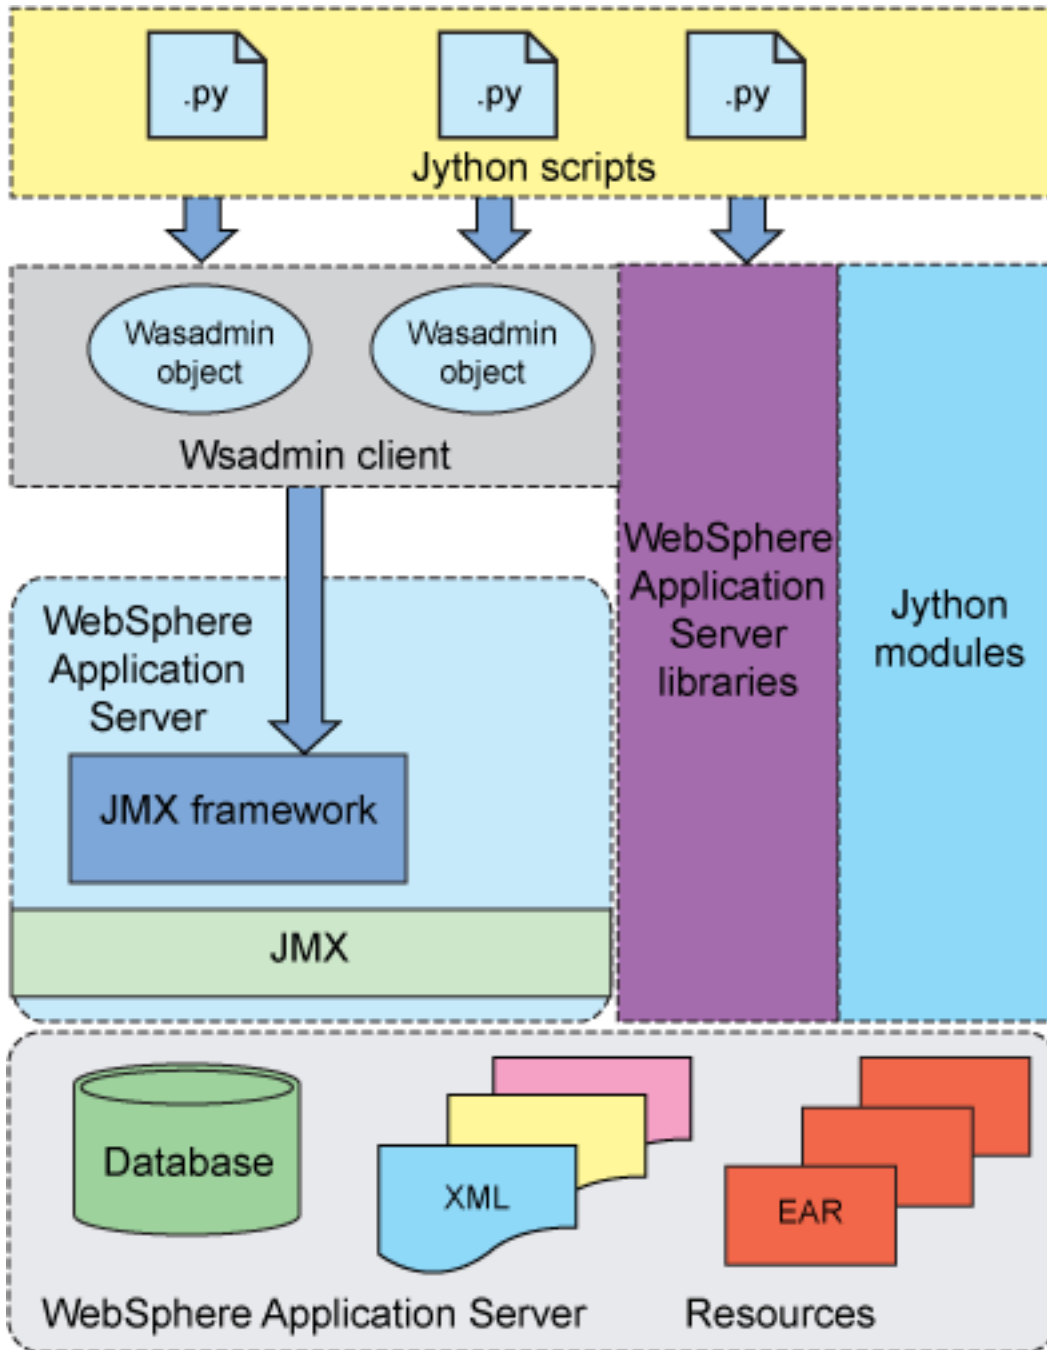 .py
.py
.py
Jython scripts
Wasadmin
object
Wasadmin
object
Wsadmin client
WebSphere
Application
Server
libraries
Jython
modules
WebSphere
Application
Server
JMX framework
JMX
Database
XML
EAR
WebSphere Application Server
Resources